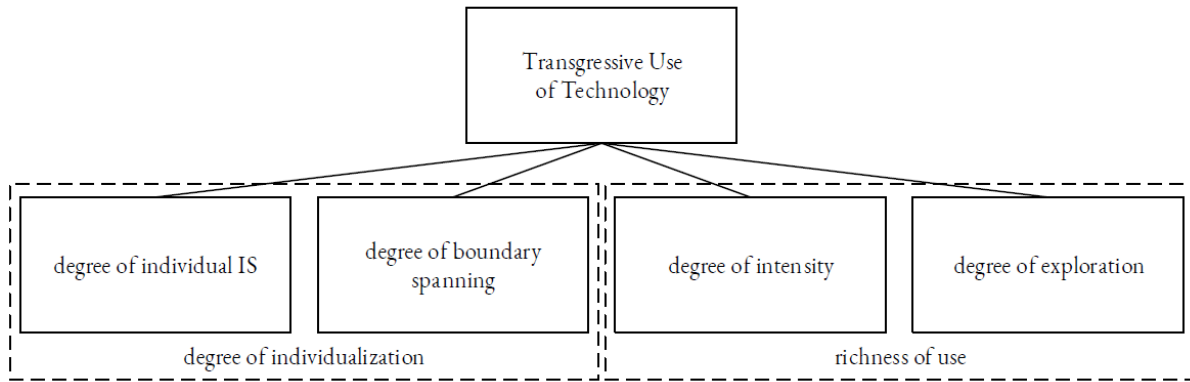 Transgressive Use
of Technology
degree of individual IS
degree of boundary
spanning
degree of intensity
degree of exploration
degree of individualization
richness of use